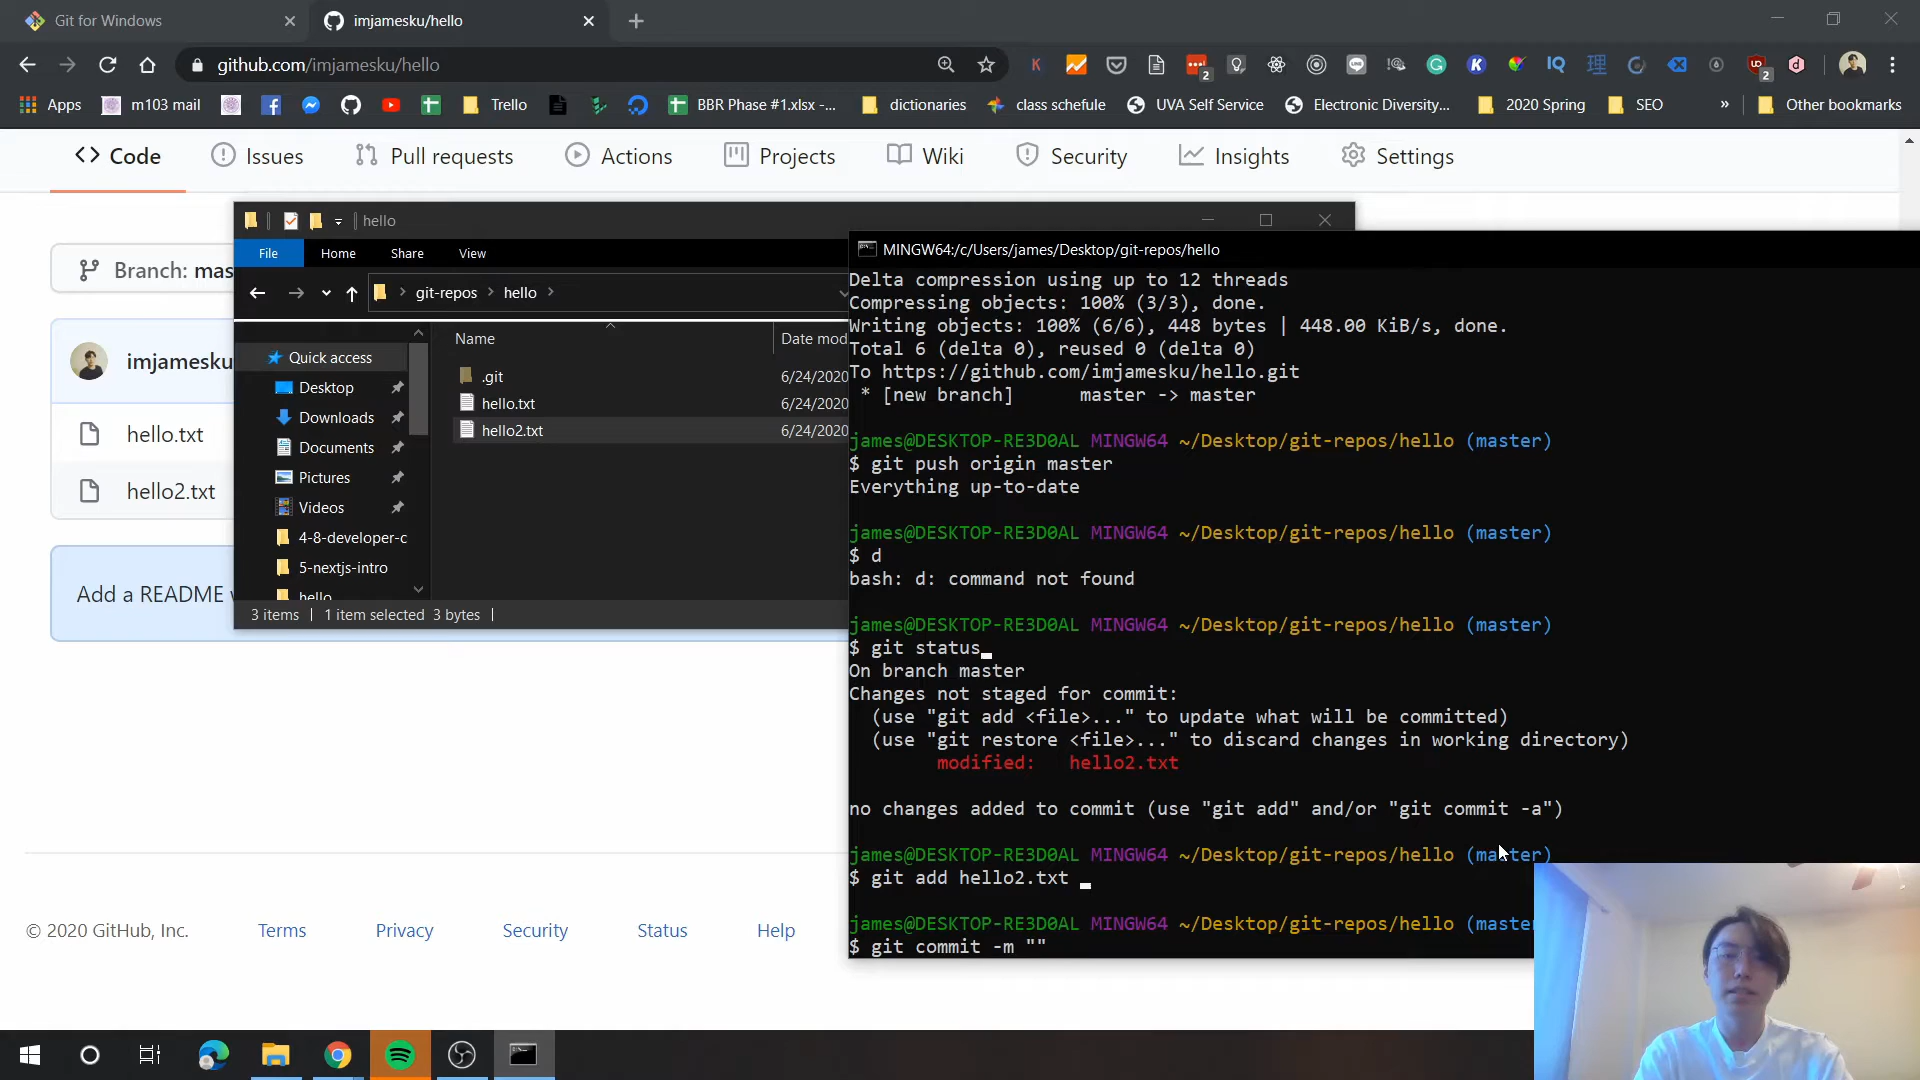 Git for Windows
imjamesku/hello
github.com/imjamesku/hello
Apps
m103 mail
Trello
BBR Phase #1.xlsx -...
dictionaries
class schefule
UVA Self Service
Electronic Diversity...
2020 Spring
SEO
»
Other bookmarks
Code
Issues
Pull requests
Actions
Projects
Wiki
Security
Insights
Settings
Branch: mas
imjamesku
hello.txt
hello2.txt
Add a README
hello
File
Home
Share
View
git-repos
hello
Name
Date mod
Quick access
Desktop
Downloads
Documents
Pictures
Videos
4-8-developer-c
5-nextjs-intro
hello
.git
6/24/2020
hello.txt
6/24/2020
hello2.txt
6/24/2020
3 items
1 item selected 3 bytes
MINGW64:/c/Users/james/Desktop/git-repos/hello
Delta compression using up to 12 threads
Compressing objects: 100% (3/3), done.
Writing objects: 100% (6/6), 448 bytes | 448.00 KiB/s, done.
Total 6 (delta 0), reused 0 (delta 0)
To https://github.com/imjamesku/hello.git
* [new branch] master -> master
james@DESKTOP-RE3D0AL MINGW64 ~/Desktop/git-repos/hello (master)
$ git push origin master
Everything up-to-date
james@DESKTOP-RE3D0AL MINGW64 ~/Desktop/git-repos/hello (master)
$ d
bash: d: command not found
james@DESKTOP-RE3D0AL MINGW64 ~/Desktop/git-repos/hello (master)
$ git status
On branch master
Changes not staged for commit:
(use "git add <file>..." to update what will be committed)
(use "git restore <file>..." to discard changes in working directory)
modified: hello2.txt
no changes added to commit (use "git add" and/or "git commit -a")
james@DESKTOP-RE3D0AL MINGW64 ~/Desktop/git-repos/hello (master)
$ git add hello2.txt
james@DESKTOP-RE3D0AL MINGW64 ~/Desktop/git-repos/hello (maste
$ git commit -m ""
© 2020 GitHub, Inc.
Terms
Privacy
Security
Status
Help